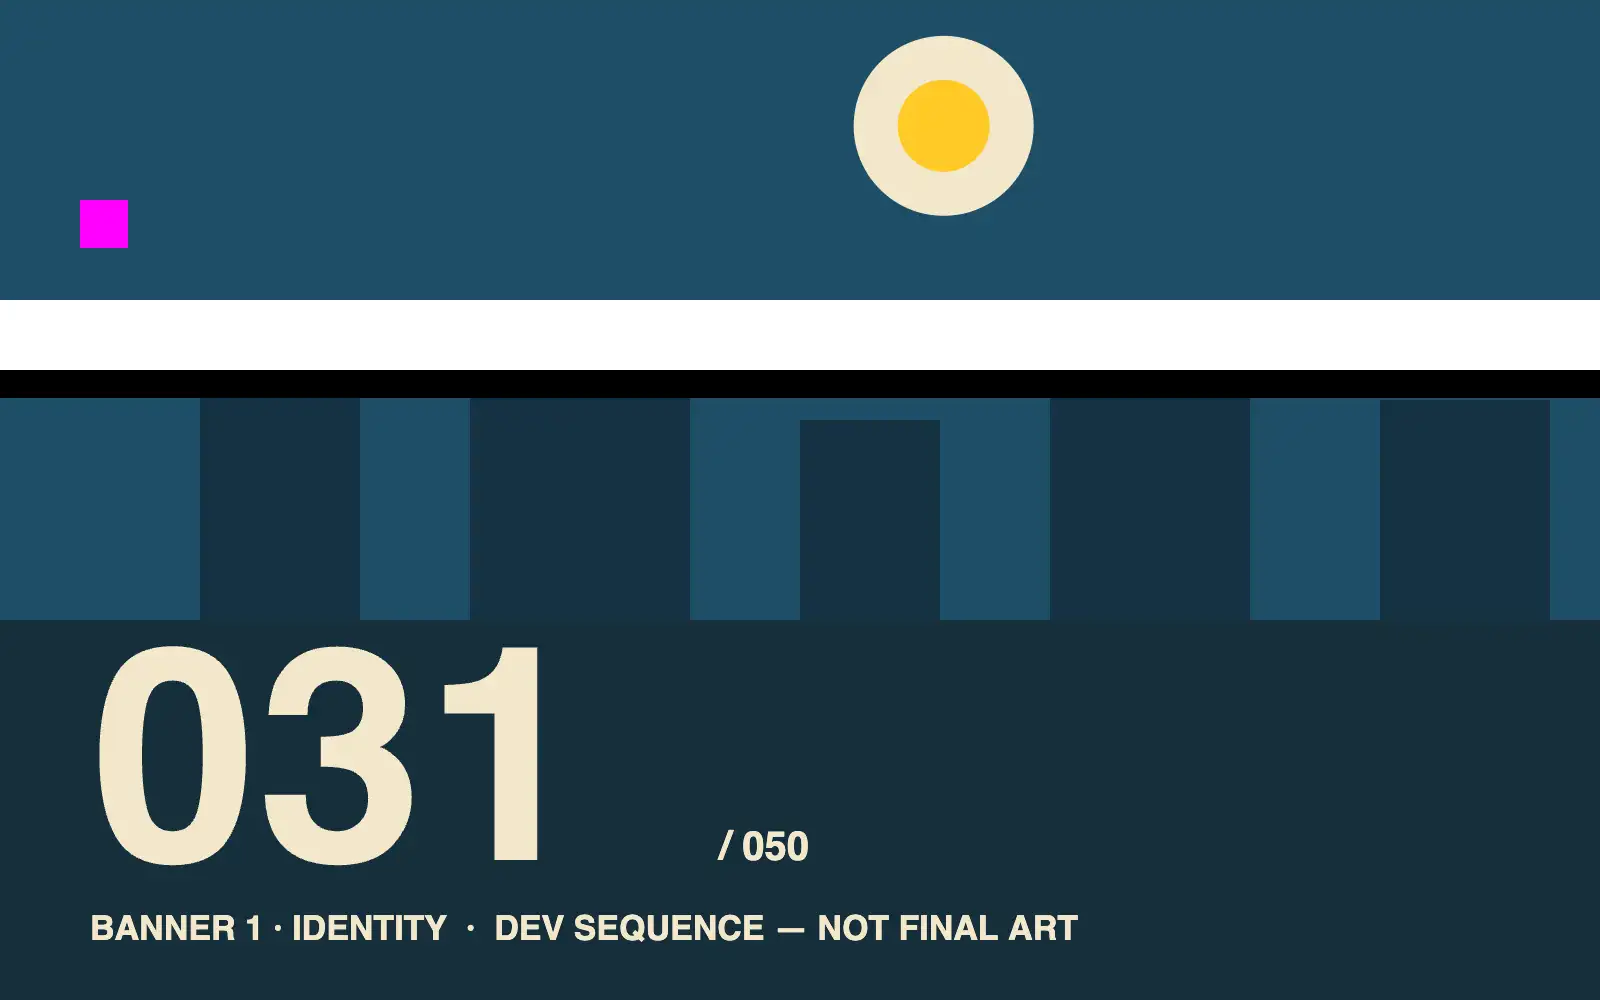 031
/ 050
BANNER 1 · IDENTITY · DEV SEQUENCE — NOT FINAL ART